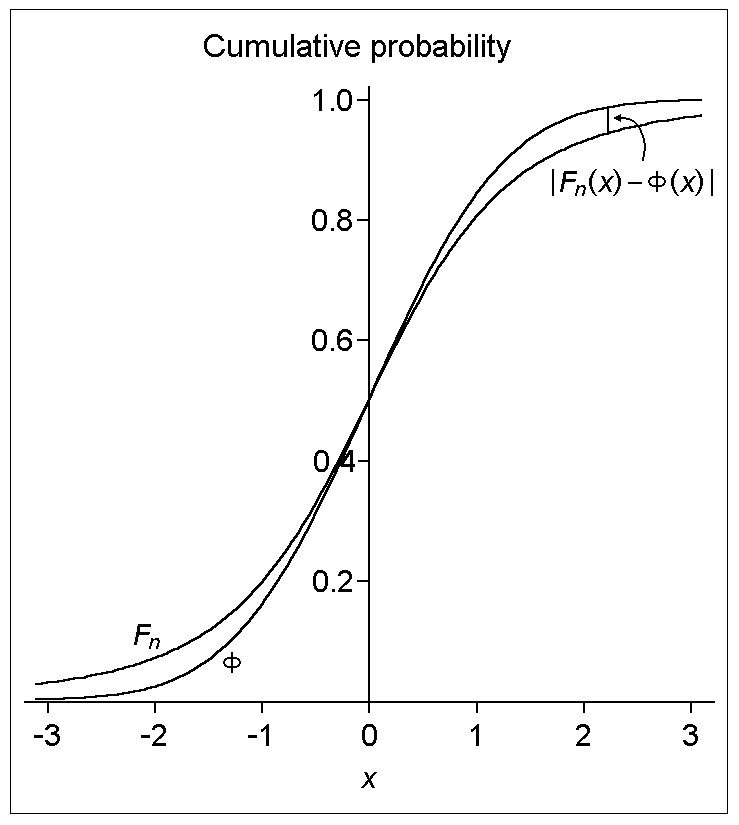 Cumulative probability
1.0
|Fn(x) – Φ(x)|
0.8
0.6
0.4
0.2
Fn
Φ
-3 -2 -1 0 1 2 3
x